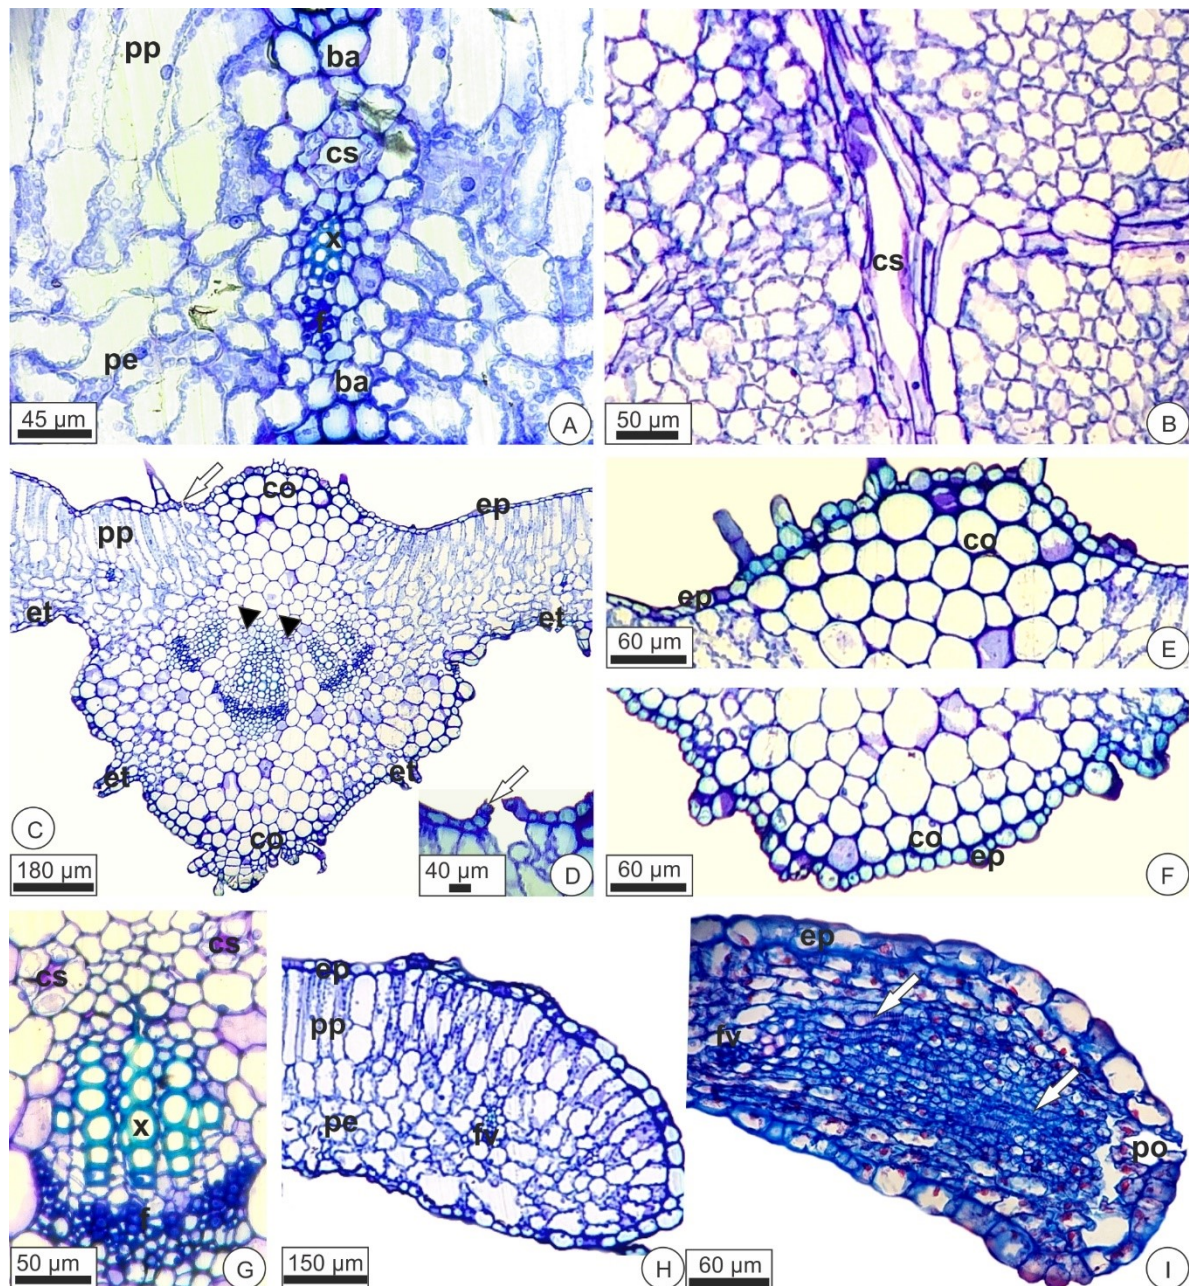 pp
ba
cs
x
f
pe
ba
45 µm
A
cs
50 µm
B
co
ep
pp
et
et
et
et
co
C
180 µm
40 µm
D
co
ep
60 µm
E
co
ep
60 µm
F
cs
cs
x
f
50 µm
G
ep
pp
pe
fv
150 µm
H
ep
fv
po
60 µm
I